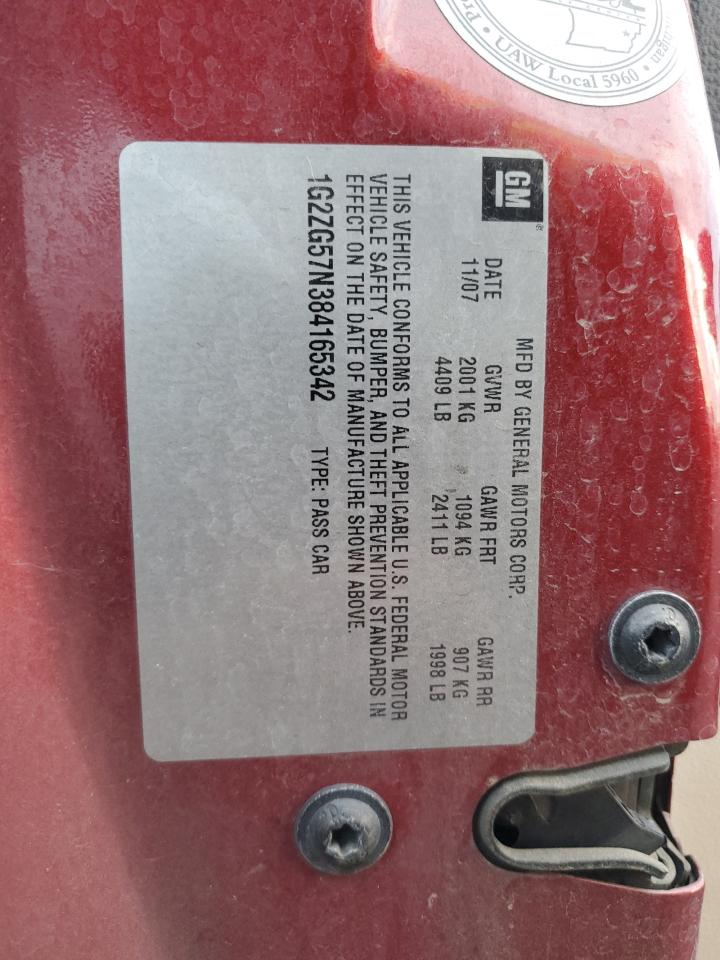 UAW Local 5960
GM
MFD BY GENERAL MOTORS CORP.
DATE GVWR GAWR FRT GAWR RR
11/07 2001 KG 1094 KG 907 KG
4409 LB 2411 LB 1998 LB
THIS VEHICLE CONFORMS TO ALL APPLICABLE U.S. FEDERAL MOTOR
VEHICLE SAFETY, BUMPER, AND THEFT PREVENTION STANDARDS IN
EFFECT ON THE DATE OF MANUFACTURE SHOWN ABOVE.
1G2ZG57N384165342 TYPE: PASS CAR